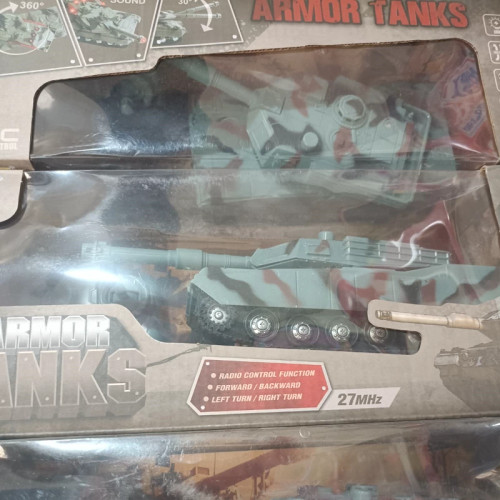 360°
SOUND
30°
ARMOR TANKS
ARMOR
TANKS
RADIO CONTROL FUNCTION
FORWARD / BACKWARD
LEFT TURN / RIGHT TURN
27MHz